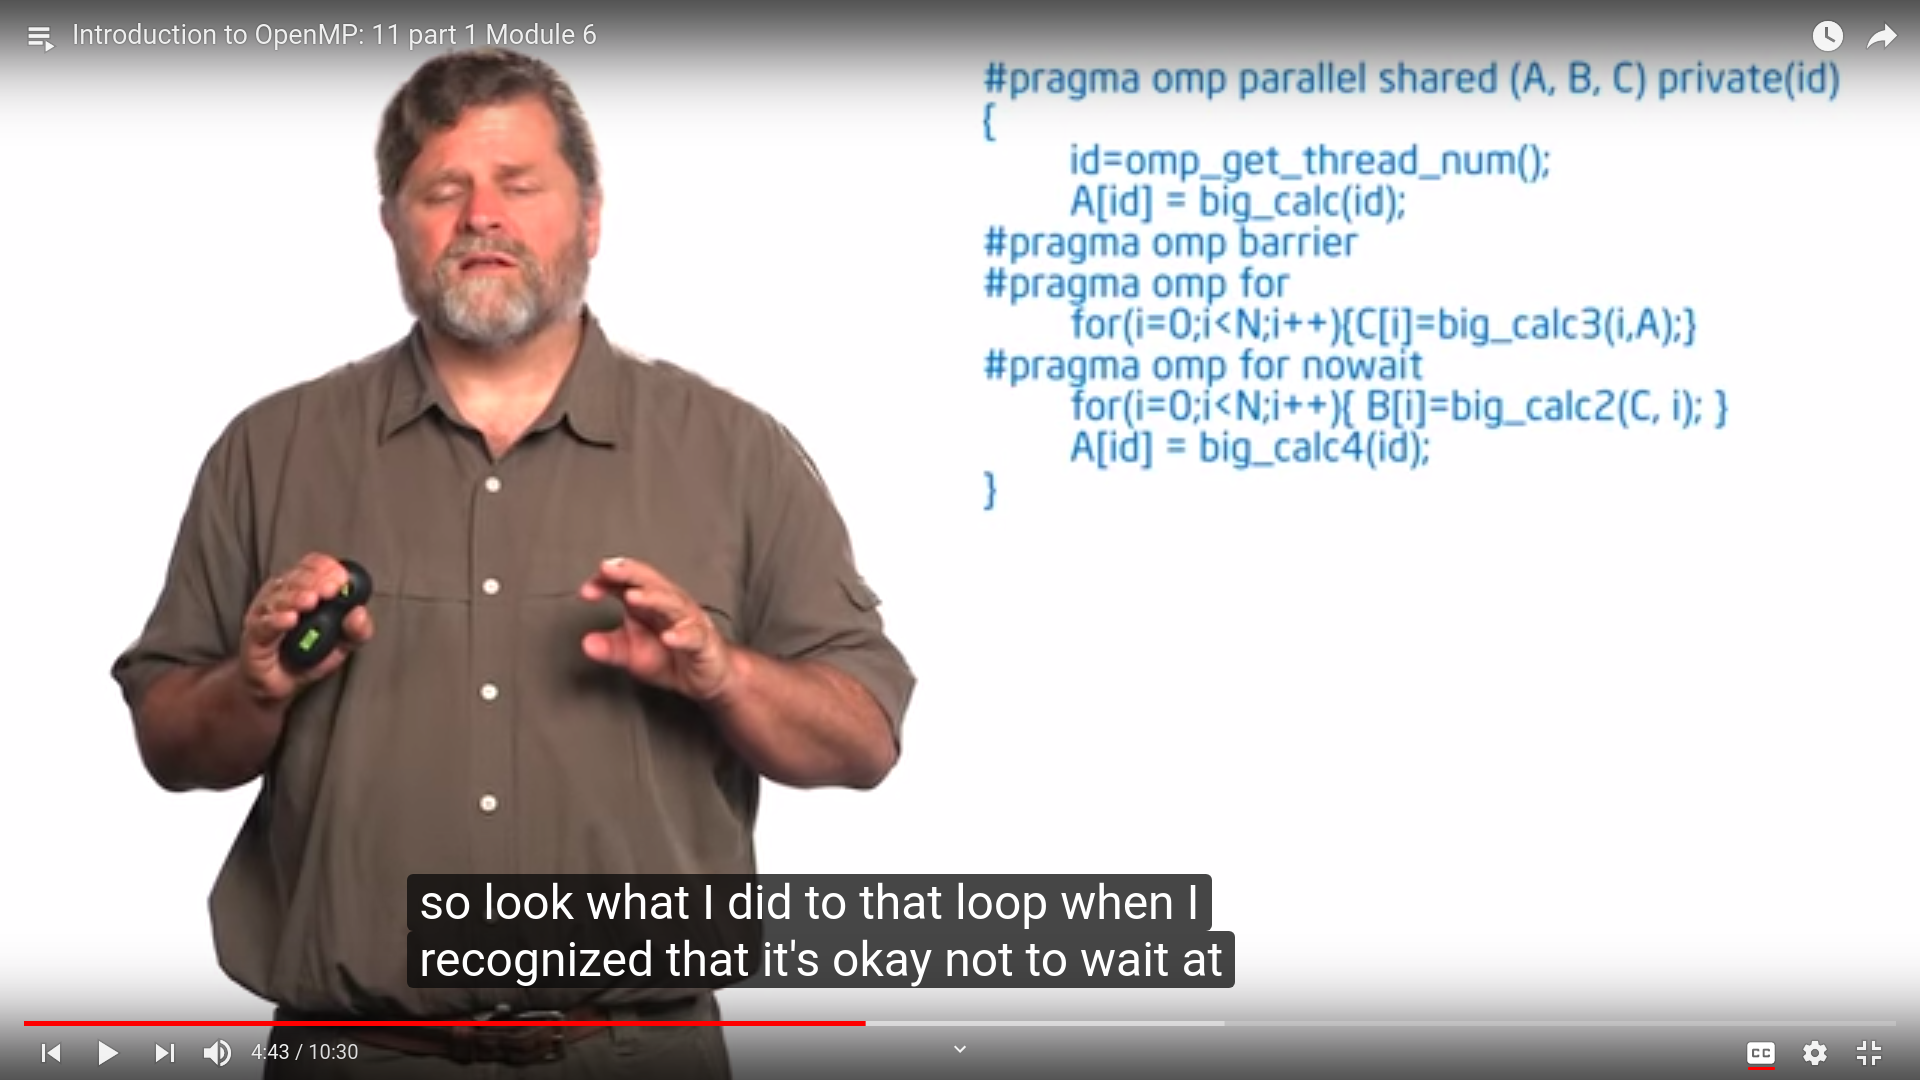 Introduction to OpenMP: 11 part 1 Module 6
#pragma omp parallel shared (A, B, C) private(id)
{
id=omp_get_thread_num();
A[id] = big_calc(id);
#pragma omp barrier
#pragma omp for
for(i=0;i<N;i++){C[i]=big_calc3(i,A);}
#pragma omp for nowait
for(i=0;i<N;i++){ B[i]=big_calc2(C, i); }
A[id] = big_calc4(id);
}
so look what I did to that loop when I
recognized that it's okay not to wait at
4:43 / 10:30
CC